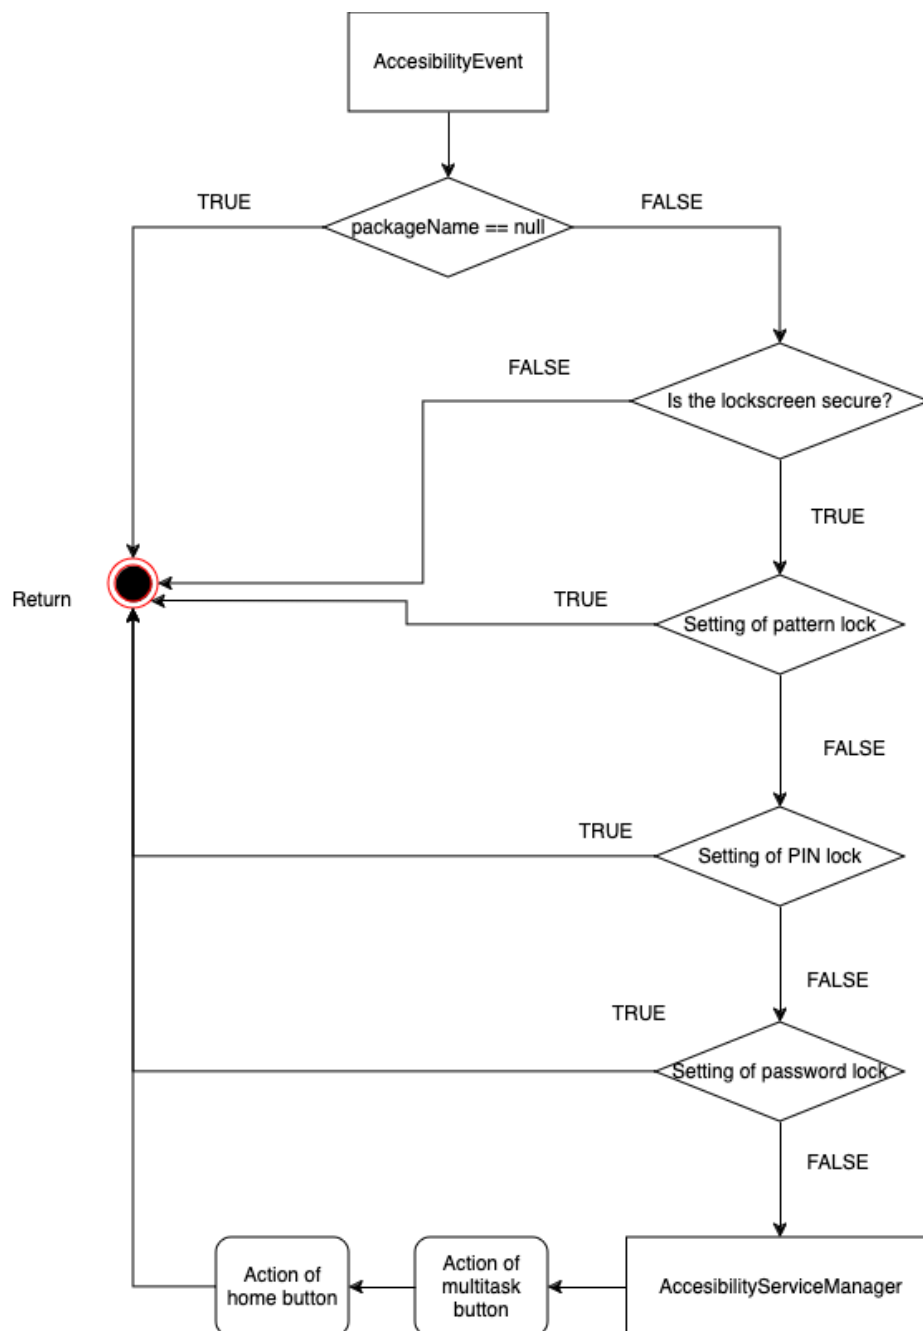 AccesibilityEvent
TRUE
FALSE
packageName == null
FALSE
Is the lockscreen secure?
TRUE
Return
TRUE
Setting of pattern lock
FALSE
TRUE
Setting of PIN lock
FALSE
TRUE
Setting of password lock
FALSE
Action of
home button
Action of
multitask
button
AccesibilityServiceManager